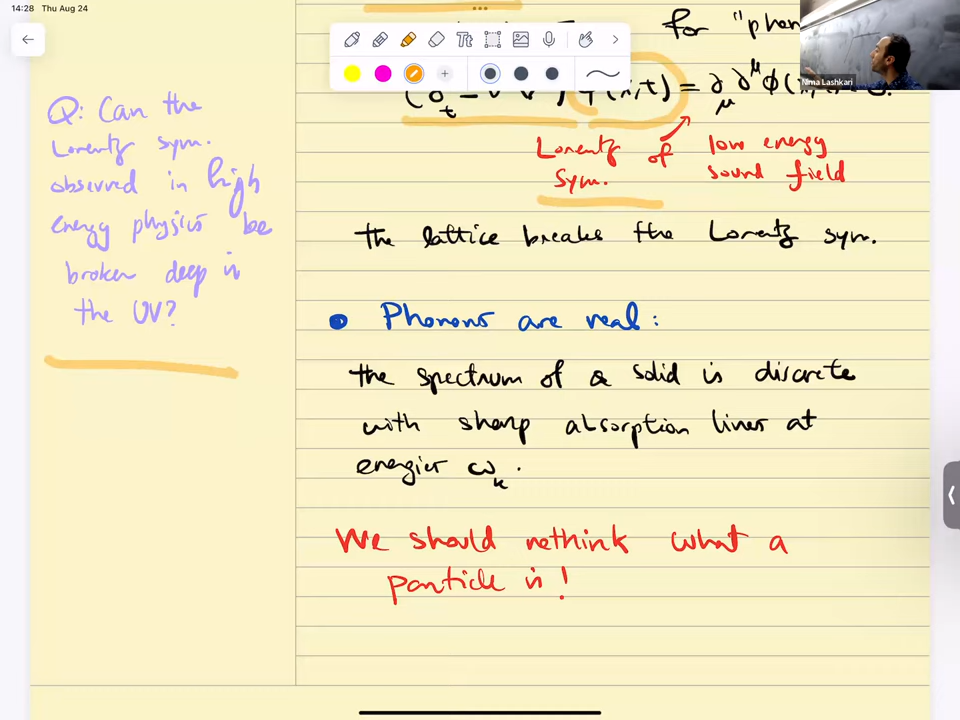 14:28 Thu Aug 24
for "phon
Nima Lashkari
Q: Can the
Lorentz sym.
observed in high
energy physics be
broken deep in
the UV?
(x,t) = ∂μ ∂^μ φ(
Lorentz of low energy
Sym. sound field
the lattice breaks the Lorentz sym.
• Phonons are real:
the spectrum of a solid is discrete
with sharp absorption lines at
energies ω_k.
We should rethink what a
particle is!